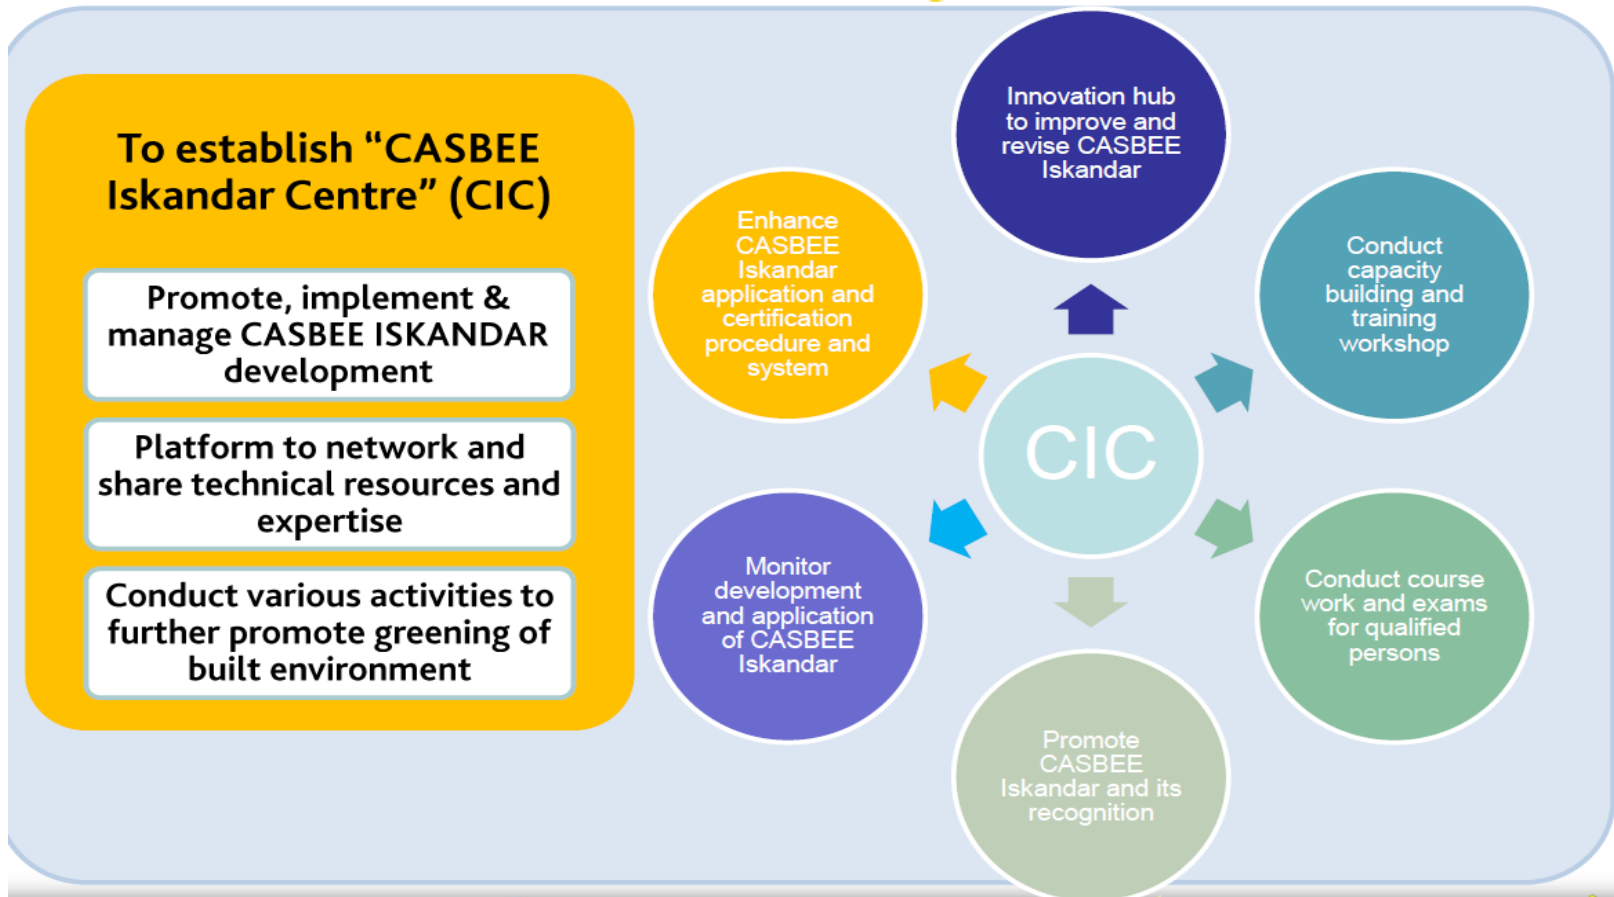 To establish “CASBEE
Iskandar Centre” (CIC)
Promote, implement &
manage CASBEE ISKANDAR
development
Platform to network and
share technical resources and
expertise
Conduct various activities to
further promote greening of
built environment
Innovation hub
to improve and
revise CASBEE
Iskandar
Conduct
capacity
building and
training
workshop
Conduct course
work and exams
for qualified
persons
Promote
CASBEE
Iskandar and its
recognition
Monitor
development
and application
of CASBEE
Iskandar
Enhance
CASBEE
Iskandar
application and
certification
procedure and
system
CIC